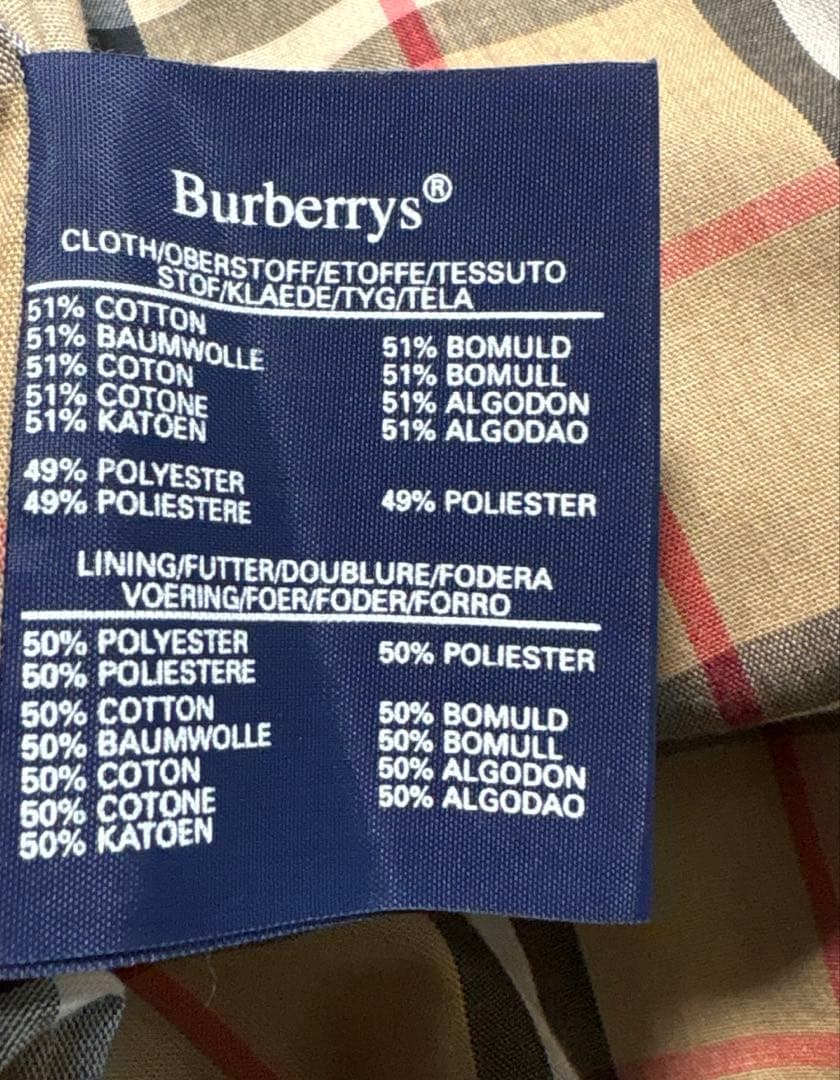 Burberrys®
CLOTH/OBERSTOFF/ETOFFE/TESSUTO
STOF/KLAEDE/TYG/TELA
51% COTTON
51% BAUMWOLLE
51% COTON
51% COTONE
51% KATOEN
51% BOMULD
51% BOMULL
51% ALGODON
51% ALGODAO
49% POLYESTER
49% POLIESTERE
49% POLIESTER
LINING/FUTTER/DOUBLURE/FODERA
VOERING/FOER/FODER/FORRO
50% POLYESTER
50% POLIESTERE
50% POLIESTER
50% COTTON
50% BAUMWOLLE
50% COTON
50% COTONE
50% KATOEN
50% BOMULD
50% BOMULL
50% ALGODON
50% ALGODAO